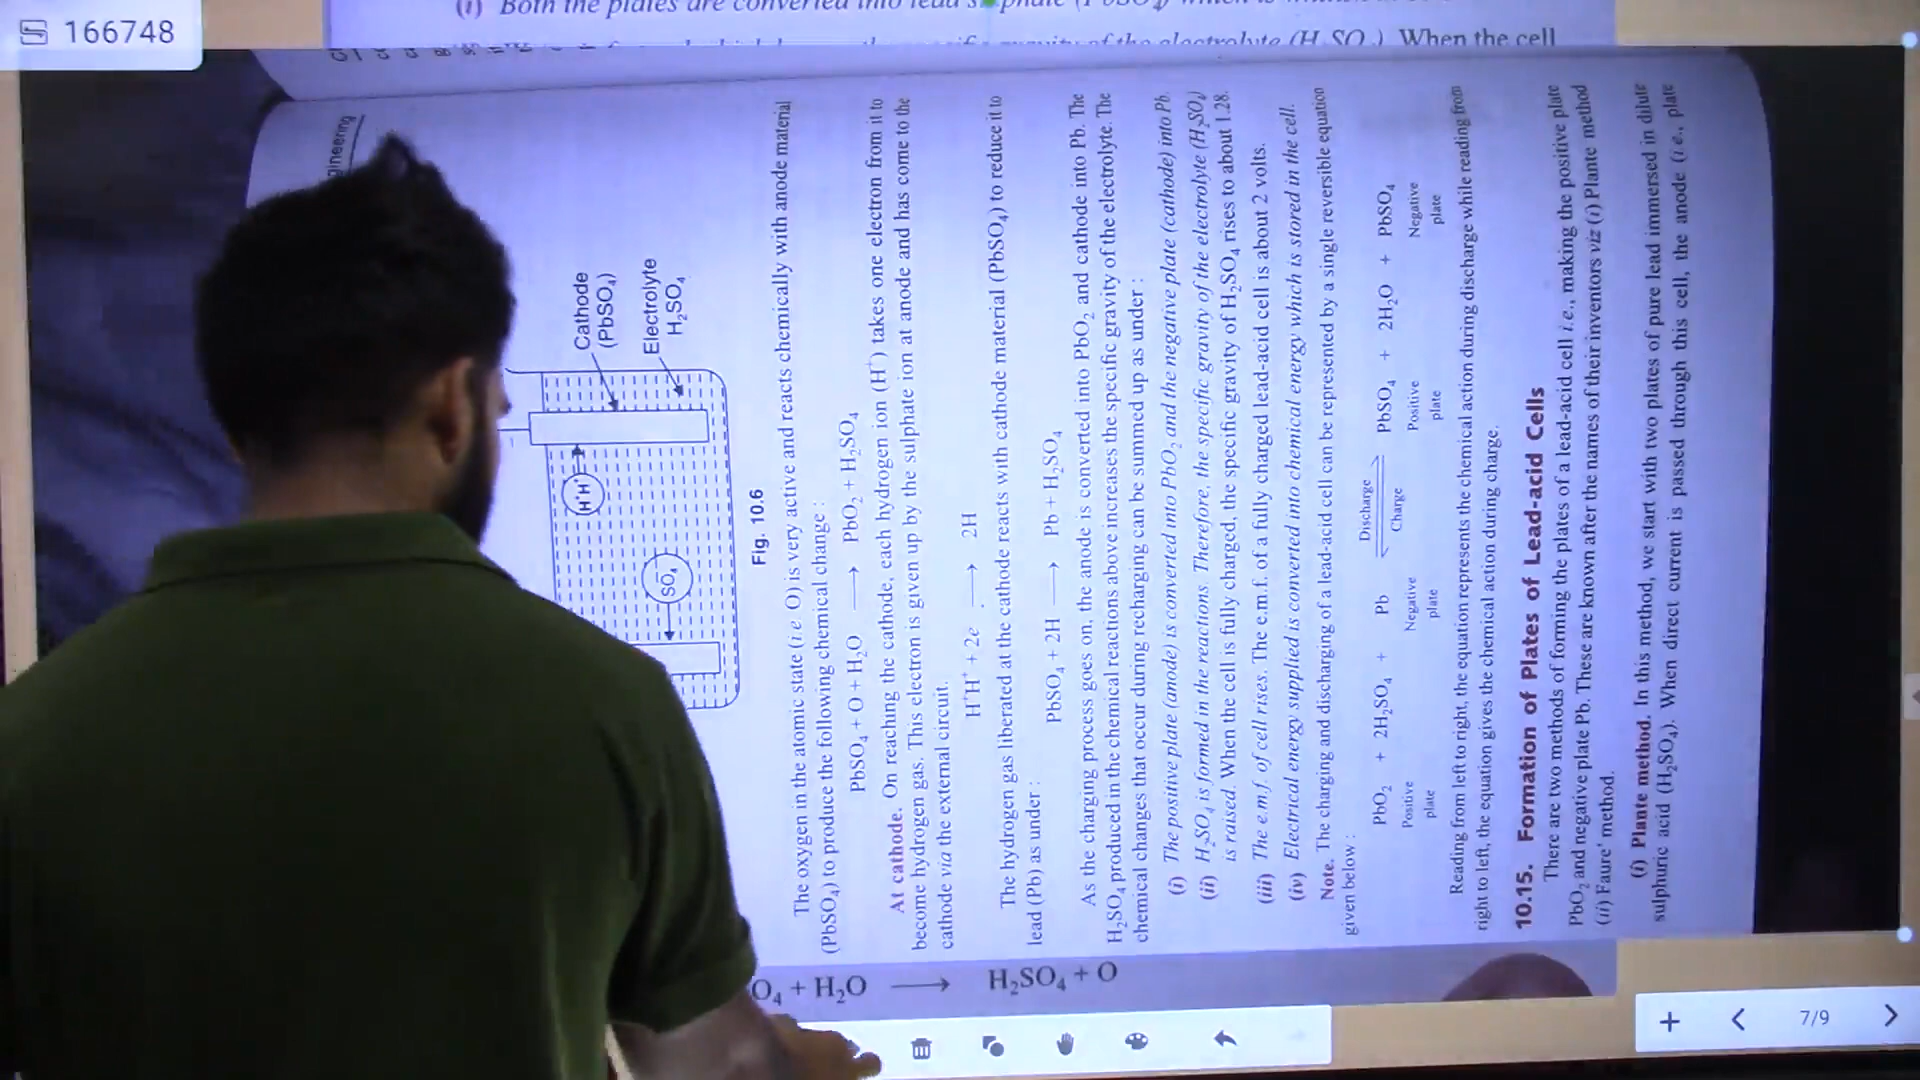 166748
(i) Both the plates are converted into lead
of the electrolyte (H SO ). When the cell
gineering
Cathode
(PbSO4)
Electrolyte
H2SO4
H+H+
SO4--
Fig. 10.6
The oxygen in the atomic state (i.e. O) is very active and reacts chemically with anode material
(PbSO4) to produce the following chemical change :
PbSO4 + O + H2O ⟶ PbO2 + H2SO4
At cathode. On reaching the cathode, each hydrogen ion (H+) takes one electron from it to
become hydrogen gas. This electron is given up by the sulphate ion at anode and has come to the
cathode via the external circuit.
H+H+ + 2e ⟶ 2H
The hydrogen gas liberated at the cathode reacts with cathode material (PbSO4) to reduce it to
lead (Pb) as under :
PbSO4 + 2H ⟶ Pb + H2SO4
As the charging process goes on, the anode is converted into PbO2 and cathode into Pb. The
H2SO4 produced in the chemical reactions above increases the specific gravity of the electrolyte. The
chemical changes that occur during recharging can be summed up as under :
(i) The positive plate (anode) is converted into PbO2 and the negative plate (cathode) into Pb.
(ii) H2SO4 is formed in the reactions. Therefore, the specific gravity of the electrolyte (H2SO4)
is raised. When the cell is fully charged, the specific gravity of H2SO4 rises to about 1.28.
(iii) The e.m.f. of cell rises. The e.m.f. of a fully charged lead-acid cell is about 2 volts.
(iv) Electrical energy supplied is converted into chemical energy which is stored in the cell.
Note. The charging and discharging of a lead-acid cell can be represented by a single reversible equation
given below :
Discharge
PbO2 + 2H2SO4 + Pb ⇌ PbSO4 + 2H2O + PbSO4
Charge
Positive Negative Positive Negative
plate plate plate plate
Reading from left to right, the equation represents the chemical action during discharge while reading from
right to left, the equation gives the chemical action during charge.
10.15. Formation of Plates of Lead-acid Cells
There are two methods of forming the plates of a lead-acid cell i.e., making the positive plate
PbO2 and negative plate Pb. These are known after the names of their inventors viz (i) Plante method
(ii) Faure' method.
(i) Plante method. In this method, we start with two plates of pure lead immersed in dilute
sulphuric acid (H2SO4). When direct current is passed through this cell, the anode (i.e., plate
O4 + H2O ⟶ H2SO4 + O
7/9